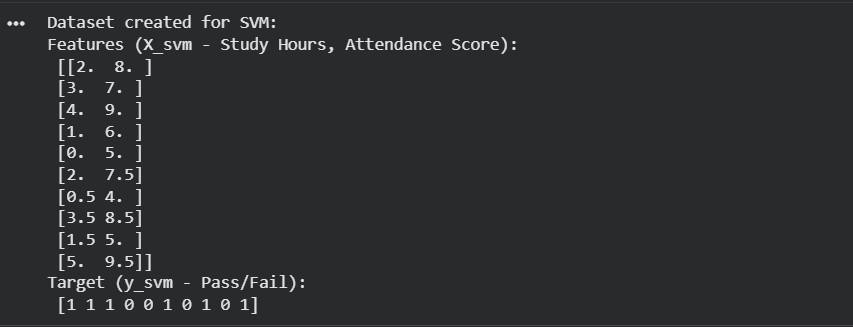 Dataset created for SVM:
Features (X_svm - Study Hours, Attendance Score):
[[2.  8. ]
[3.  7. ]
[4.  9. ]
[1.  6. ]
[0.  5. ]
[2.  7.5]
[0.5 4. ]
[3.5 8.5]
[1.5 5. ]
[5.  9.5]]
Target (y_svm - Pass/Fail):
[1 1 1 0 0 1 0 1 0 1]